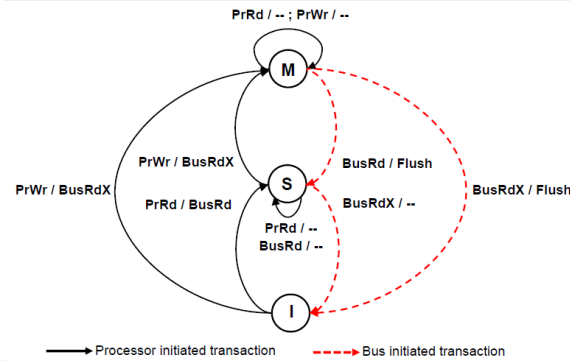 PrRd / -- ; PrWr / --
M
PrWr / BusRdX
BusRd / Flush
PrWr / BusRdX
BusRdX / Flush
S
PrRd / BusRd
BusRdX / --
PrRd / --
BusRd / --
I
Processor initiated transaction
Bus initiated transaction